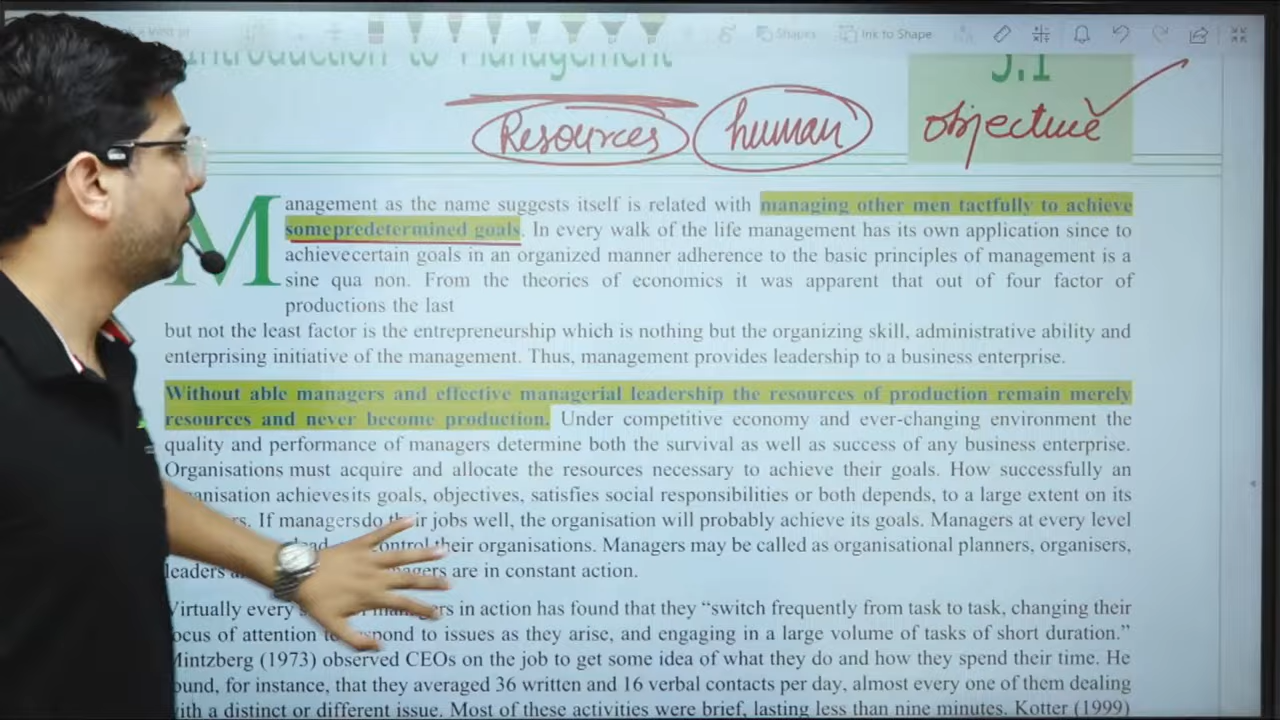 Shapes Ink to Shape
Introduction to Management 5.1
Resources human objective
Management as the name suggests itself is related with managing other men tactfully to achieve
somepredetermined goals. In every walk of the life management has its own application since to
achievecertain goals in an organized manner adherence to the basic principles of management is a
sine qua non. From the theories of economics it was apparent that out of four factor of
productions the last
but not the least factor is the entrepreneurship which is nothing but the organizing skill, administrative ability and
enterprising initiative of the management. Thus, management provides leadership to a business enterprise.
Without able managers and effective managerial leadership the resources of production remain merely
resources and never become production. Under competitive economy and ever-changing environment the
quality and performance of managers determine both the survival as well as success of any business enterprise.
Organisations must acquire and allocate the resources necessary to achieve their goals. How successfully an
achievesits goals, objectives, satisfies social responsibilities or both depends, to a large extent on its
If managersdo their jobs well, the organisation will probably achieve its goals. Managers at every level
control their organisations. Managers may be called as organisational planners, organisers,
leaders are in constant action.
Virtually every in action has found that they “switch frequently from task to task, changing their
focus of attention to respond to issues as they arise, and engaging in a large volume of tasks of short duration.”
Mintzberg (1973) observed CEOs on the job to get some idea of what they do and how they spend their time. He
found, for instance, that they averaged 36 written and 16 verbal contacts per day, almost every one of them dealing
with a distinct or different issue. Most of these activities were brief, lasting less than nine minutes. Kotter (1999)